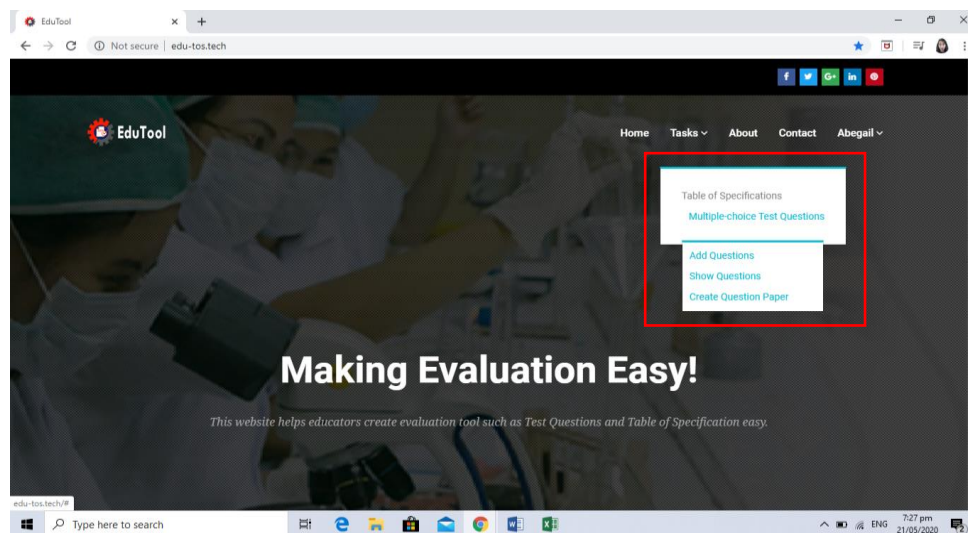 EduTool
Not secure | edu-tos.tech
f G+ in
EduTool
Home Tasks About Contact Abegail
Table of Specifications
Multiple-choice Test Questions
Add Questions
Show Questions
Create Question Paper
Making Evaluation Easy!
This website helps educators create evaluation tool such as Test Questions and Table of Specification easy.
edu-tos.tech/#
Type here to search
ENG
7:27 pm
21/05/2020
2